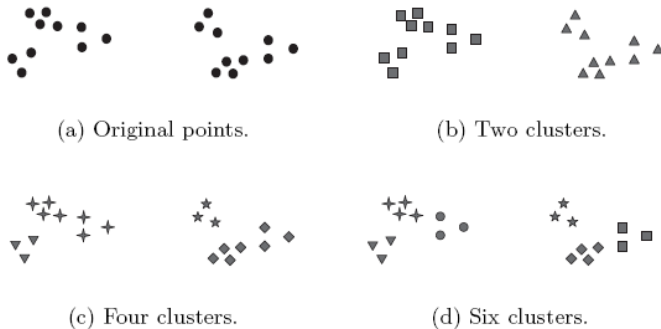 (a) Original points.
(b) Two clusters.
(c) Four clusters.
(d) Six clusters.